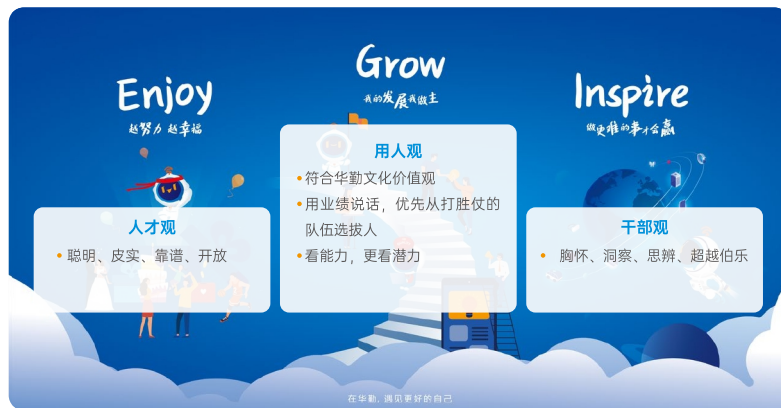 Enjoy
越努力 越幸福
Grow
我的发展我做主
Inspire
做更难的事才会赢
人才观
•聪明、皮实、靠谱、开放
用人观
•符合华勤文化价值观
•用业绩说话，优先从打胜仗的
队伍选拔人
•看能力，更看潜力
干部观
• 胸怀、洞察、思辨、超越伯乐
在华勤，遇见更好的自己